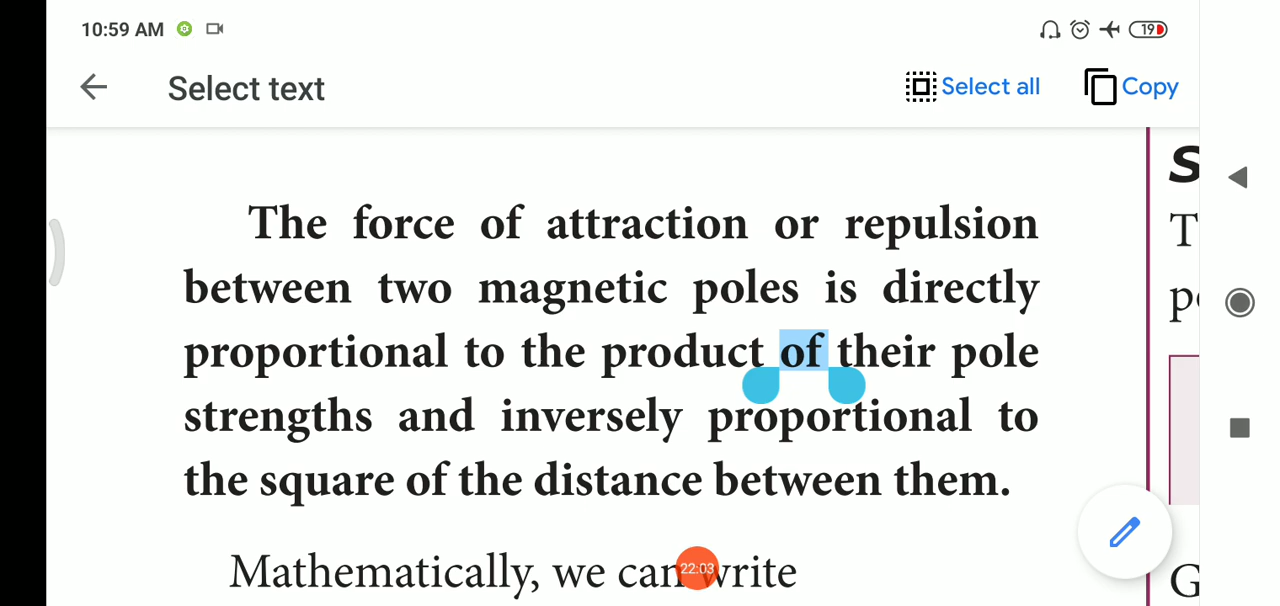 10:59 AM 19
Select text Select all Copy
The force of attraction or repulsion
between two magnetic poles is directly
proportional to the product of their pole
strengths and inversely proportional to
the square of the distance between them.
Mathematically, we can write
22:03
S
T
G